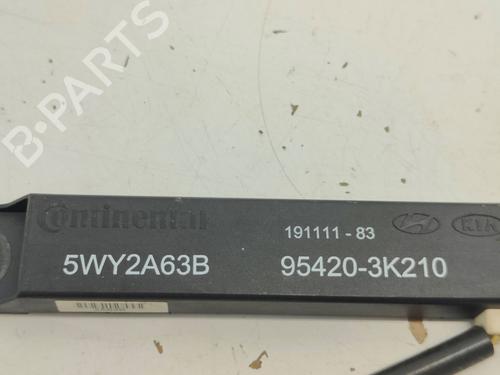 B-PARTS
Continental
191111 - 83
KIA
5WY2A63B
95420-3K210